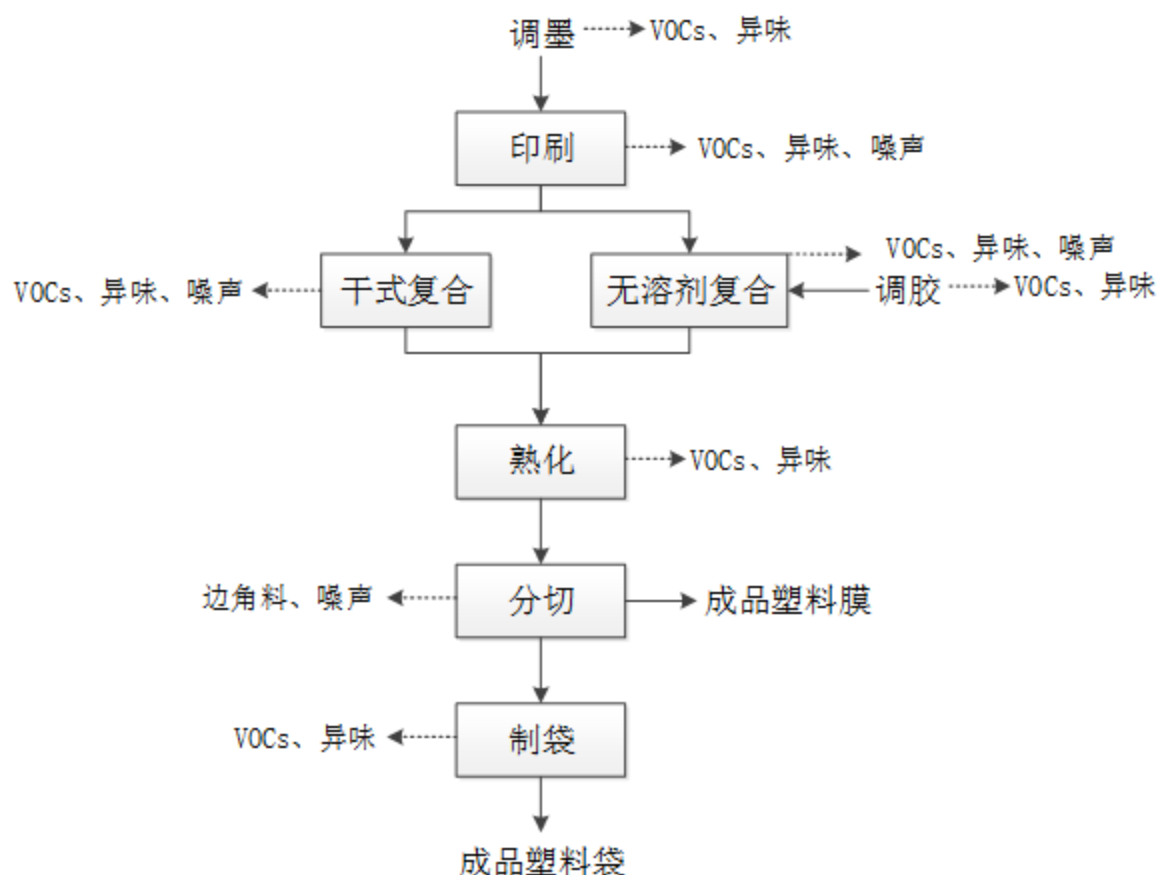 调墨 VOCs、异味
印刷 VOCs、异味、噪声
VOCs、异味、噪声
VOCs、异味、噪声 干式复合 无溶剂复合 调胶 VOCs、异味
熟化 VOCs、异味
边角料、噪声 分切 成品塑料膜
VOCs、异味 制袋
成品塑料袋